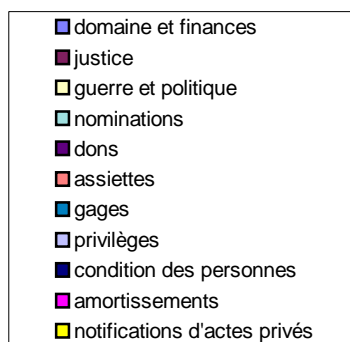 domaine et finances
justice
guerre et politique
nominations
dons
assiettes
gages
privilèges
condition des personnes
amortissements
notifications d'actes privés